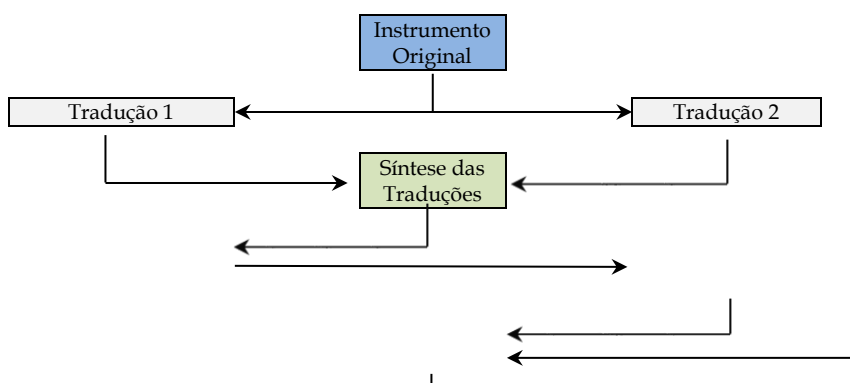 Instrumento
Original
Tradução 1
Tradução 2
Síntese das
Traduções